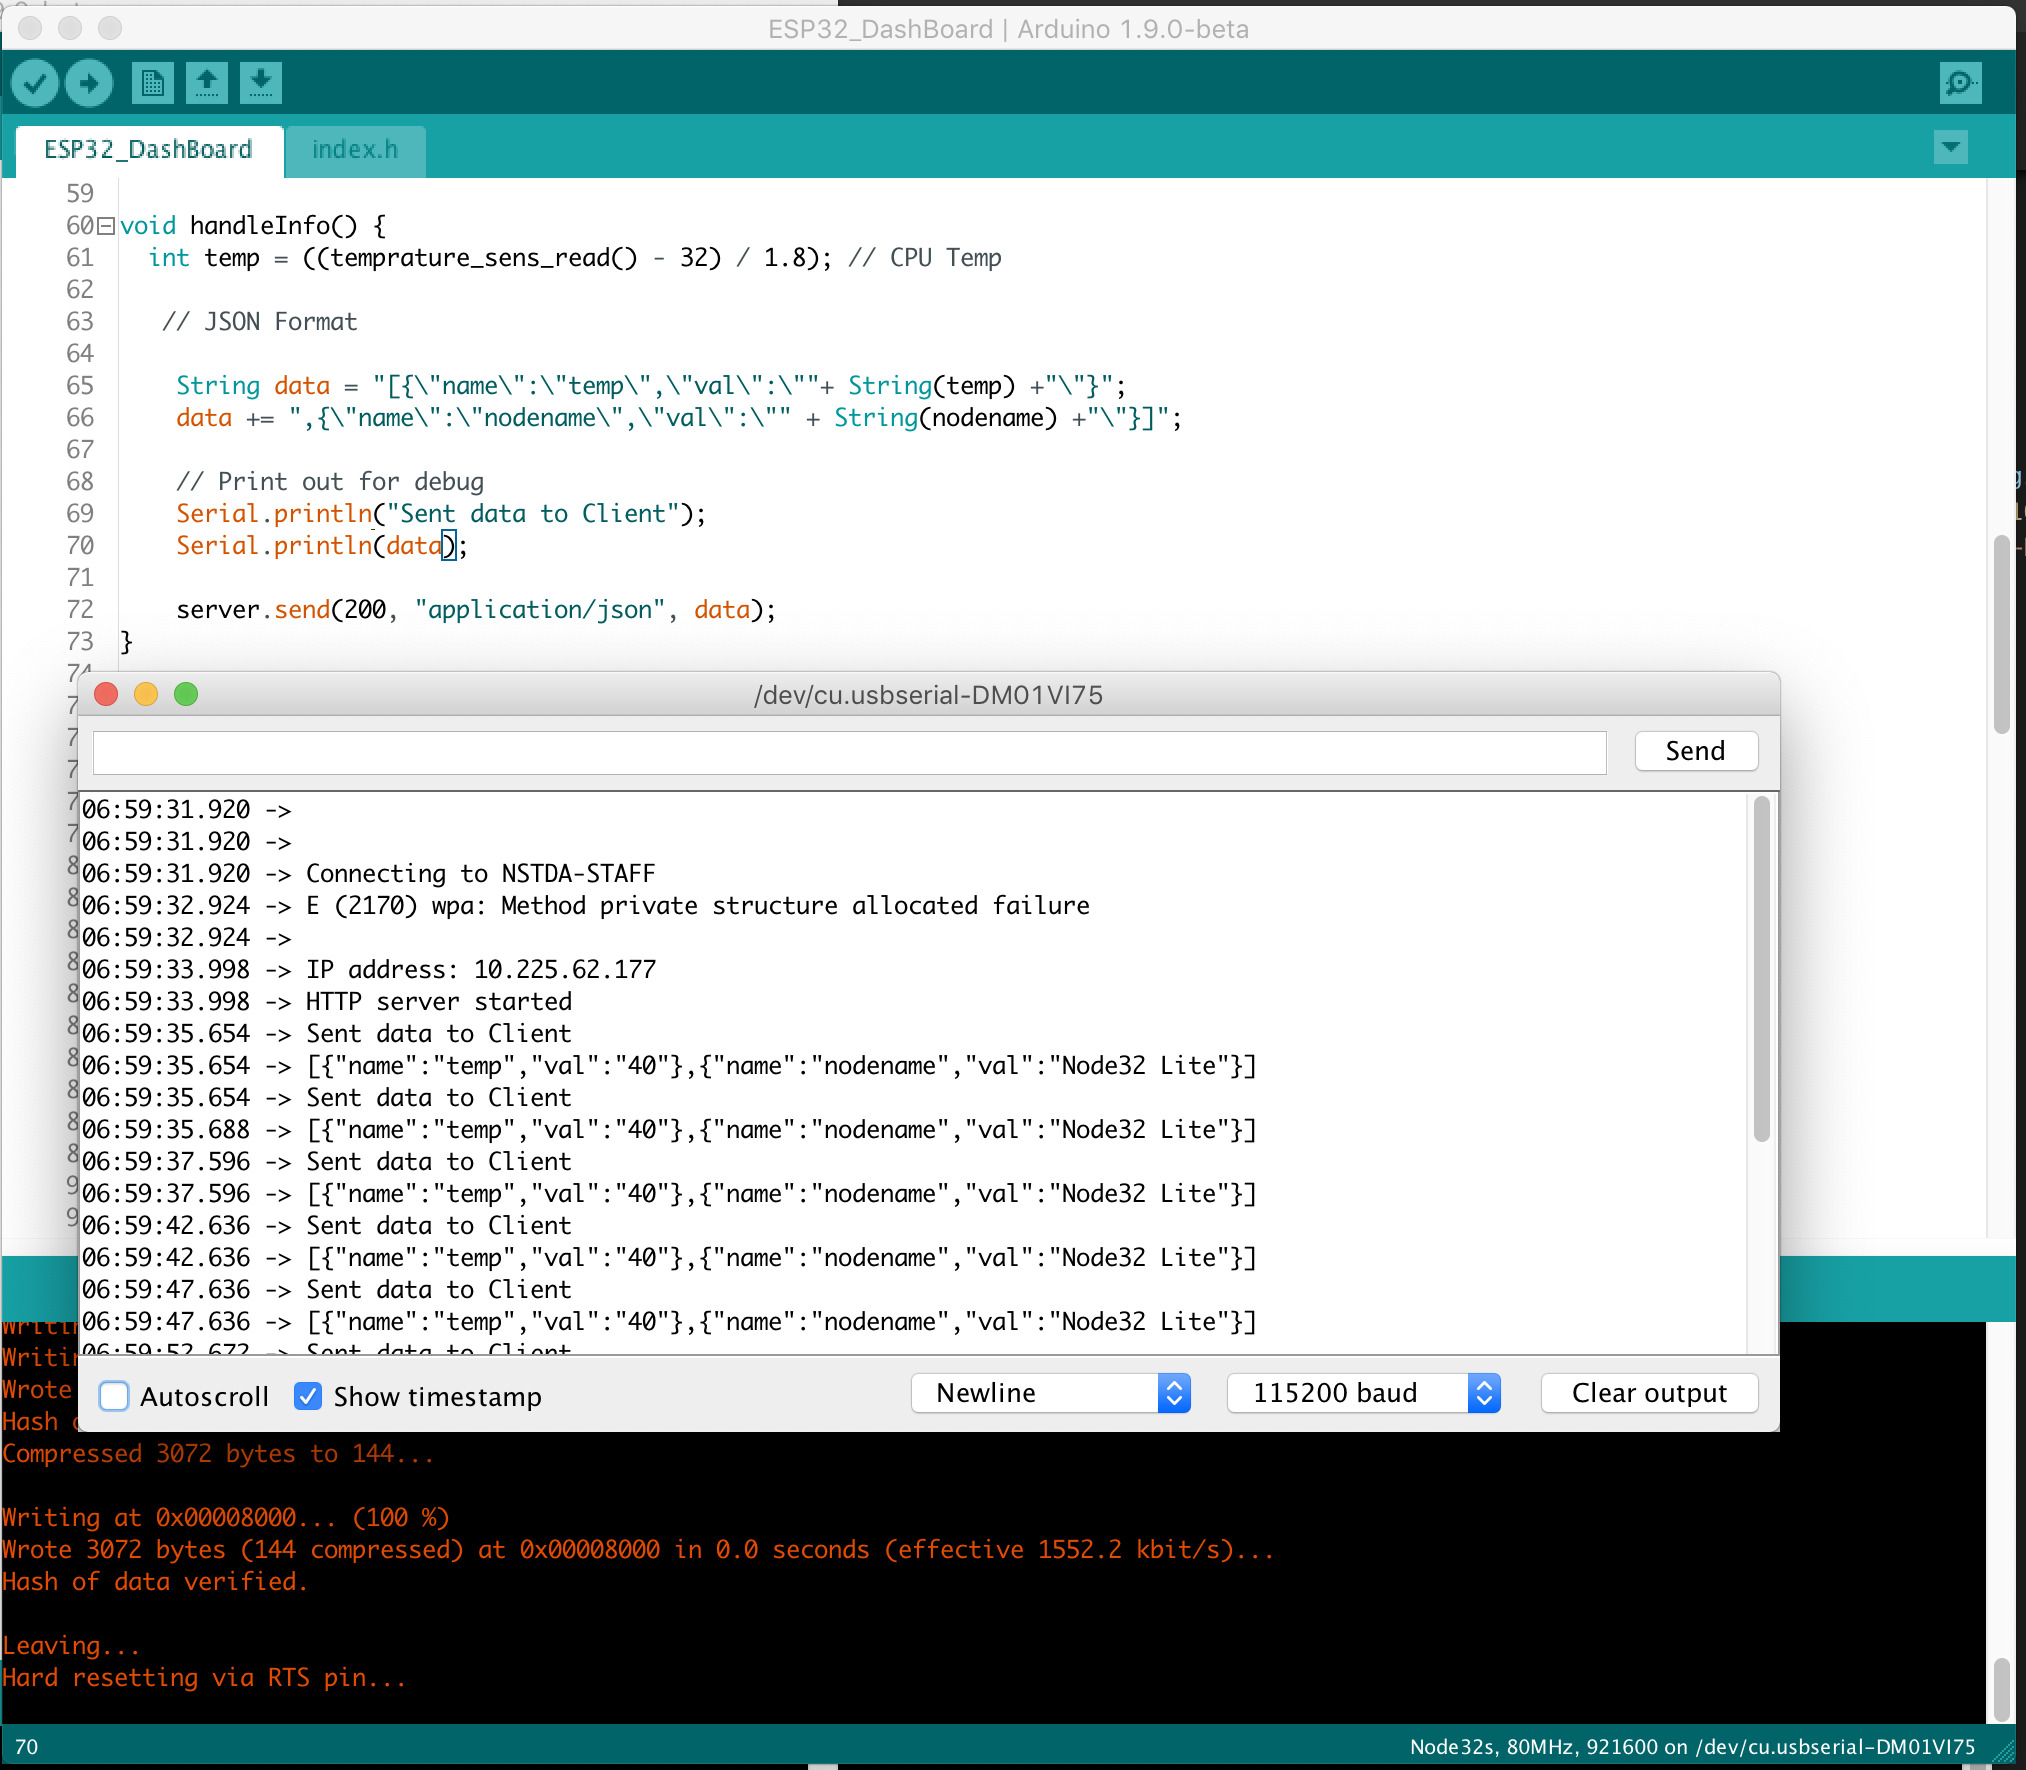 ESP32_DashBoard | Arduino 1.9.0-beta
ESP32_DashBoard index.h
59
60 void handleInfo() {
61 int temp = ((temprature_sens_read() - 32) / 1.8); // CPU Temp
62
63 // JSON Format
64
65 String data = "[{\"name\":\"temp\",\"val\":\""+ String(temp) +"\"}";
66 data += ",{\"name\":\"nodename\",\"val\":\"" + String(nodename) +"\"}]";
67
68 // Print out for debug
69 Serial.println("Sent data to Client");
70 Serial.println(data);
71
72 server.send(200, "application/json", data);
73 }
74
/dev/cu.usbserial-DM01VI75
Send
06:59:31.920 ->
06:59:31.920 ->
06:59:31.920 -> Connecting to NSTDA-STAFF
06:59:32.924 -> E (2170) wpa: Method private structure allocated failure
06:59:32.924 ->
06:59:33.998 -> IP address: 10.225.62.177
06:59:33.998 -> HTTP server started
06:59:35.654 -> Sent data to Client
06:59:35.654 -> [{"name":"temp","val":"40"},{"name":"nodename","val":"Node32 Lite"}]
06:59:35.654 -> Sent data to Client
06:59:35.688 -> [{"name":"temp","val":"40"},{"name":"nodename","val":"Node32 Lite"}]
06:59:37.596 -> Sent data to Client
06:59:37.596 -> [{"name":"temp","val":"40"},{"name":"nodename","val":"Node32 Lite"}]
06:59:42.636 -> Sent data to Client
06:59:42.636 -> [{"name":"temp","val":"40"},{"name":"nodename","val":"Node32 Lite"}]
06:59:47.636 -> Sent data to Client
06:59:47.636 -> [{"name":"temp","val":"40"},{"name":"nodename","val":"Node32 Lite"}]
06:59:52.672 -> Sent data to Client
Autoscroll Show timestamp Newline 115200 baud Clear output
Wrote
Hash
Compressed 3072 bytes to 144...
Writing at 0x00008000... (100 %)
Wrote 3072 bytes (144 compressed) at 0x00008000 in 0.0 seconds (effective 1552.2 kbit/s)...
Hash of data verified.
Leaving...
Hard resetting via RTS pin...
70 Node32s, 80MHz, 921600 on /dev/cu.usbserial-DM01VI75